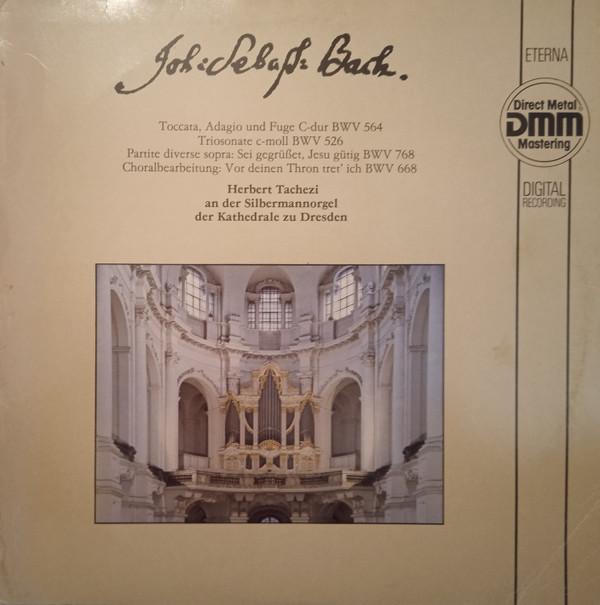 Joh: Sebast: Bach.
Toccata, Adagio und Fuge C-dur BWV 564
Triosonate c-moll BWV 526
Partite diverse sopra: Sei gegrüßet, Jesu gütig BWV 768
Choralbearbeitung: Vor deinen Thron tret' ich BWV 668
Herbert Tachezi
an der Silbermannorgel
der Kathedrale zu Dresden
ETERNA
Direct Metal
DMM
Mastering
DIGITAL
RECORDING